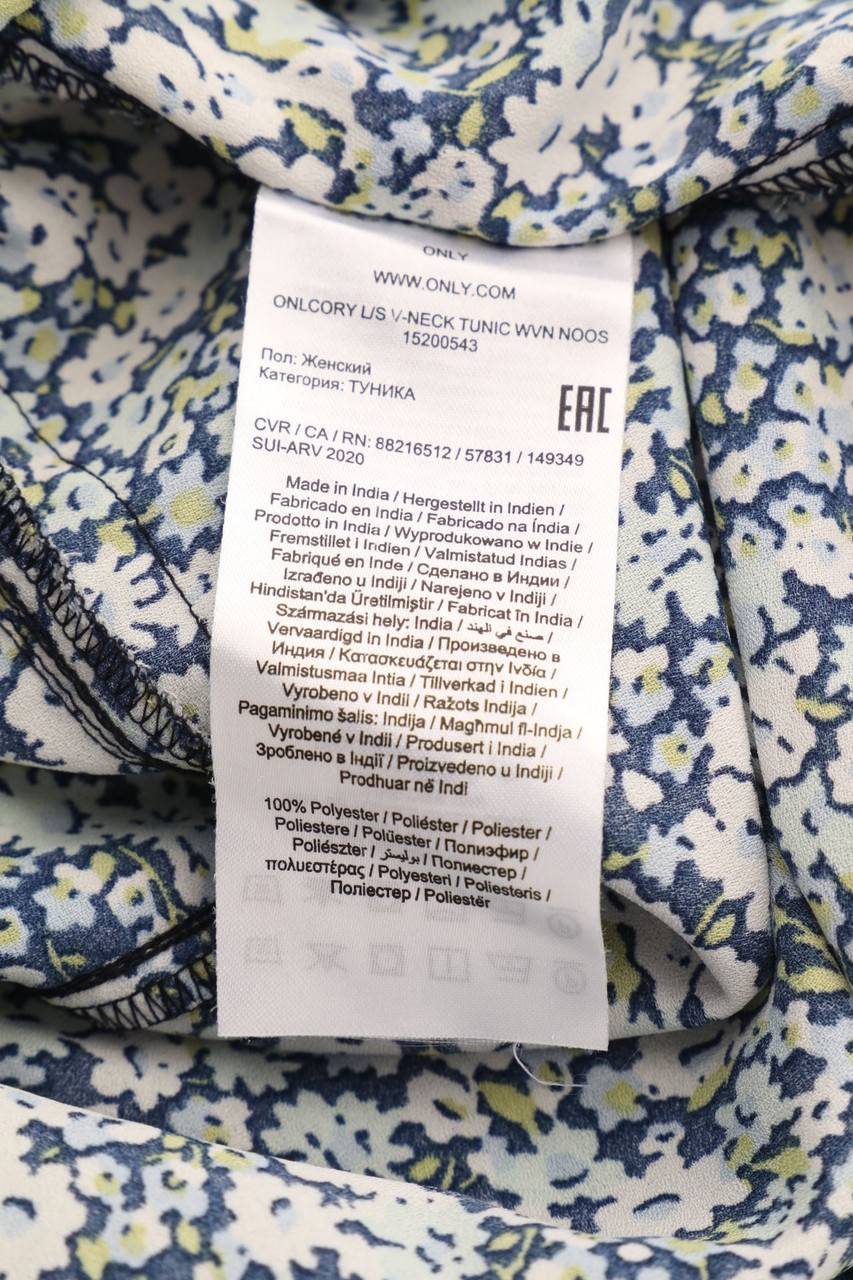 ONLY
WWW.ONLY.COM
ONLCORY L/S V-NECK TUNIC WVN NOOS
15200543
Пол: Женский
Категория: ТУНИКА
EAC
CVR / CA / RN: 88216512 / 57831 / 149349
SUI-ARV 2020
Made in India / Hergestellt in Indien /
Fabricado en India / Fabricado na Índia /
Prodotto in India / Wyprodukowano w Indie /
Fremstillet i Indien / Valmistatud Indias /
Fabriqué en Inde / Сделано в Индии /
Izrađeno u Indiji / Narejeno v Indiji /
Hindistan'da Üretilmiştir / Fabricat în India /
Származási hely: India / صنع في الهند /
Vervaardigd in India / Произведено в
Индия / Κατασκευάζεται στην Ινδία /
Valmistusmaa Intia / Tillverkad i Indien /
Vyrobeno v Indii / Ražots Indija /
Pagaminimo šalis: Indija / Magħmul fl-Indja /
Vyrobené v Indii / Produsert i India /
Зроблено в Індії / Proizvedeno u Indiji /
Prodhuar në Indi
100% Polyester / Poliéster / Poliester /
Poliestere / Polüester / Полиэфир /
Poliészter / بوليستر / Полиестер /
πολυεστέρας / Polyesteri / Poliesteris /
Поліестер / Poliestër